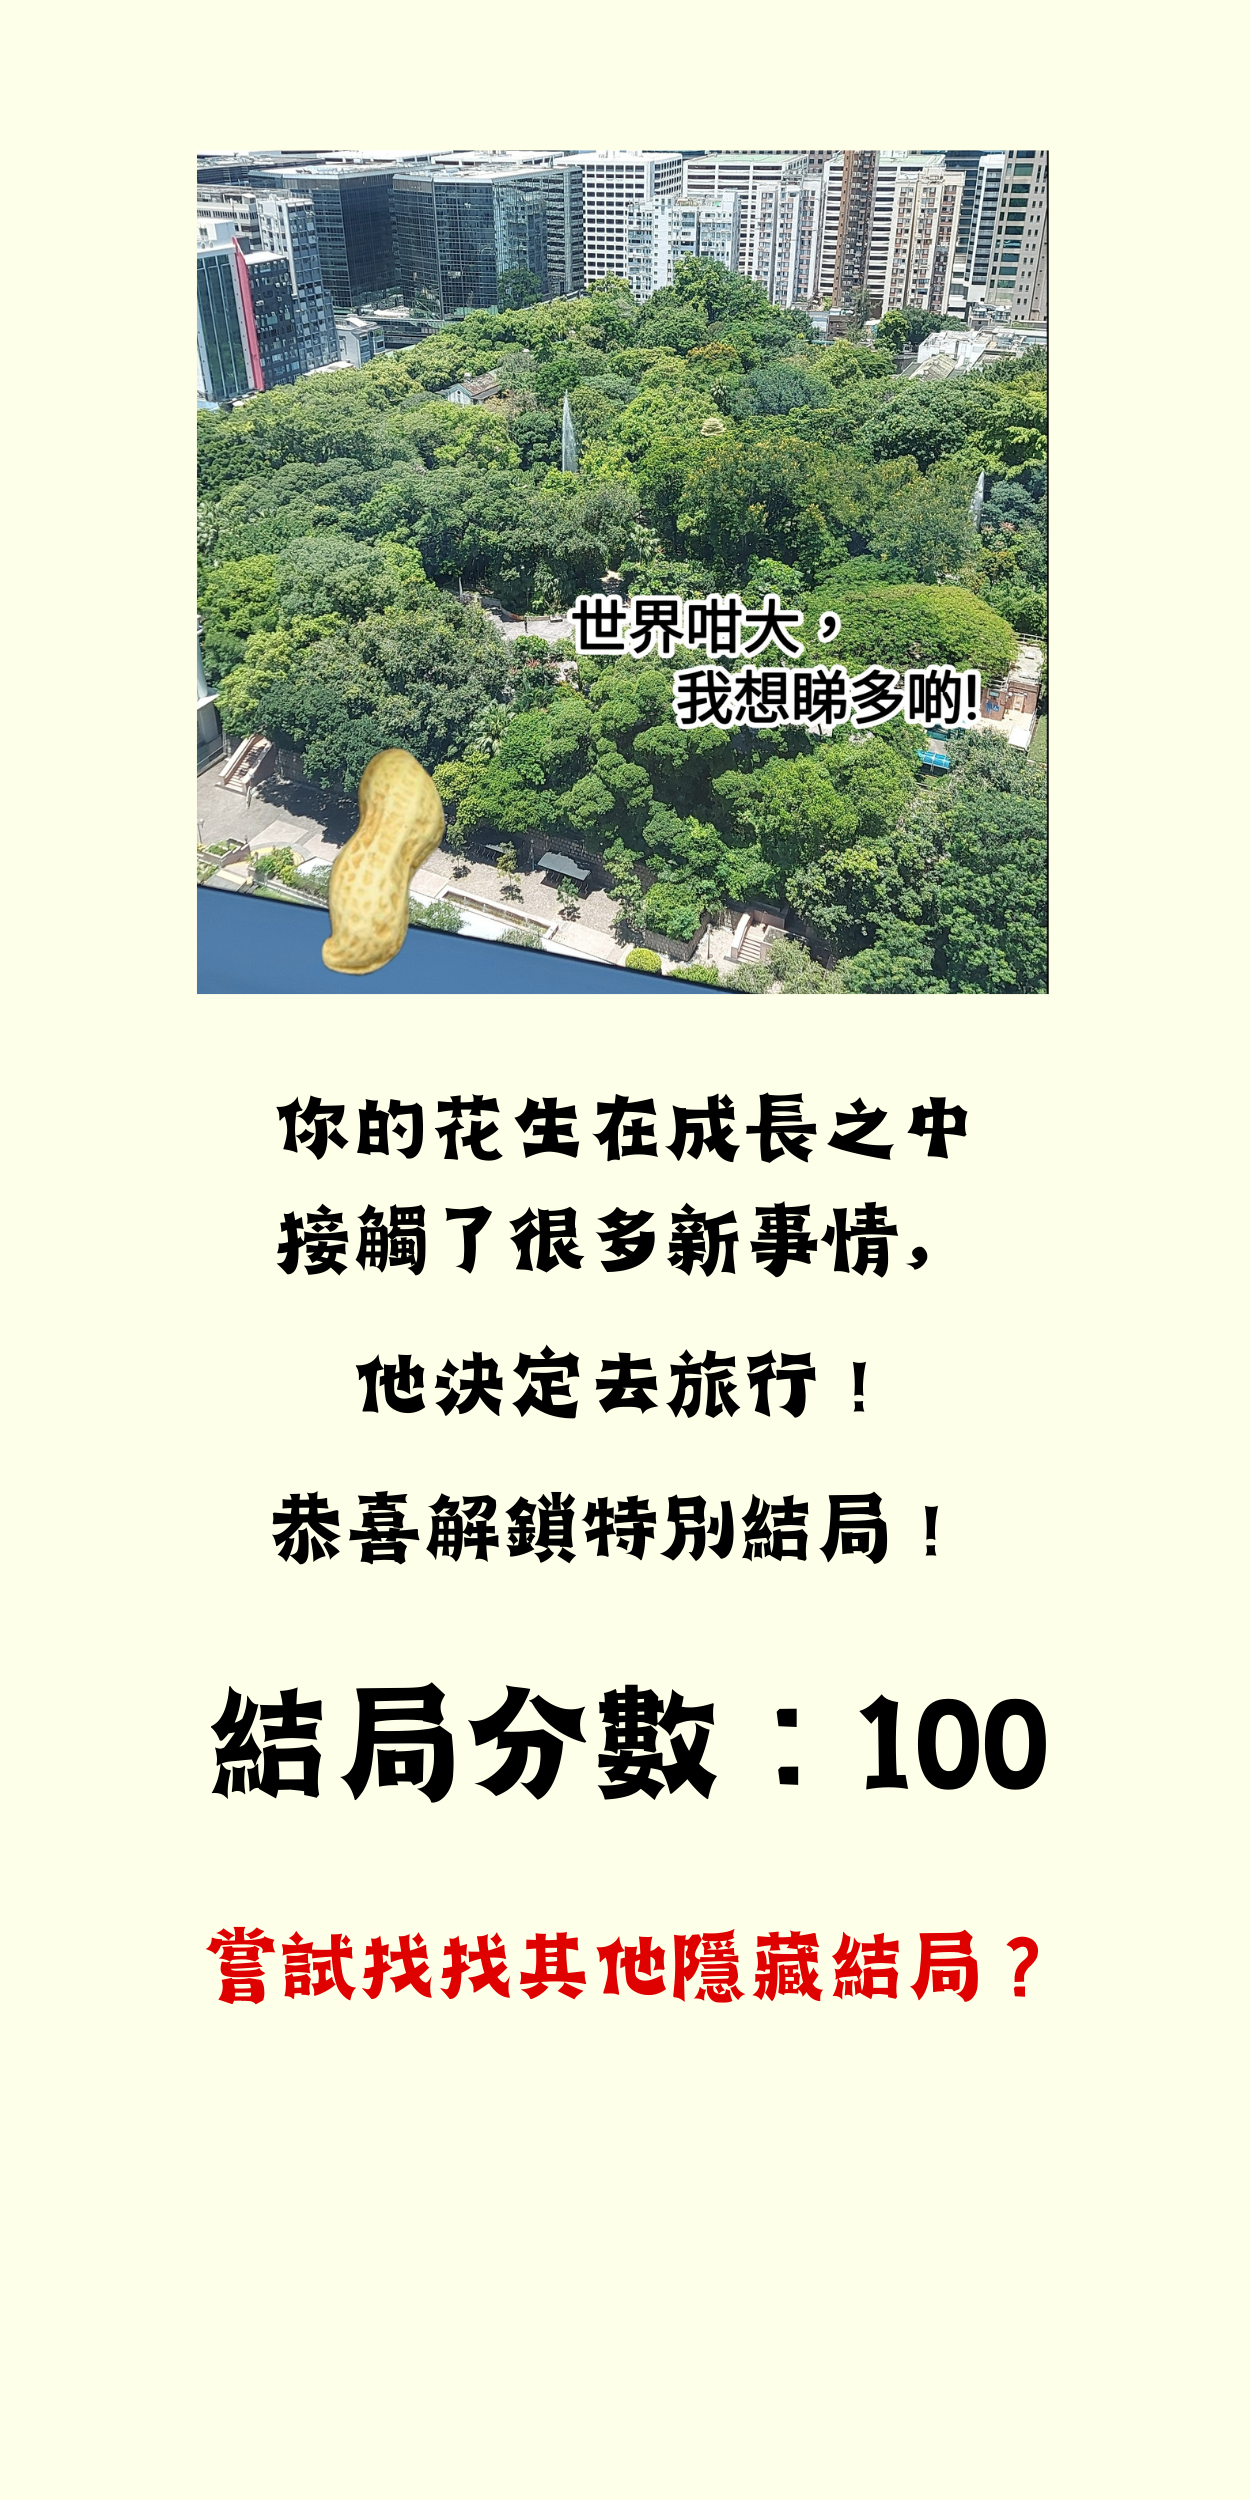 世界咁大，
我想睇多啲!
你的花生在成長之中
接觸了很多新事情，
他決定去旅行！
恭喜解鎖特別結局！
結局分數：100
嘗試找找其他隱藏結局？